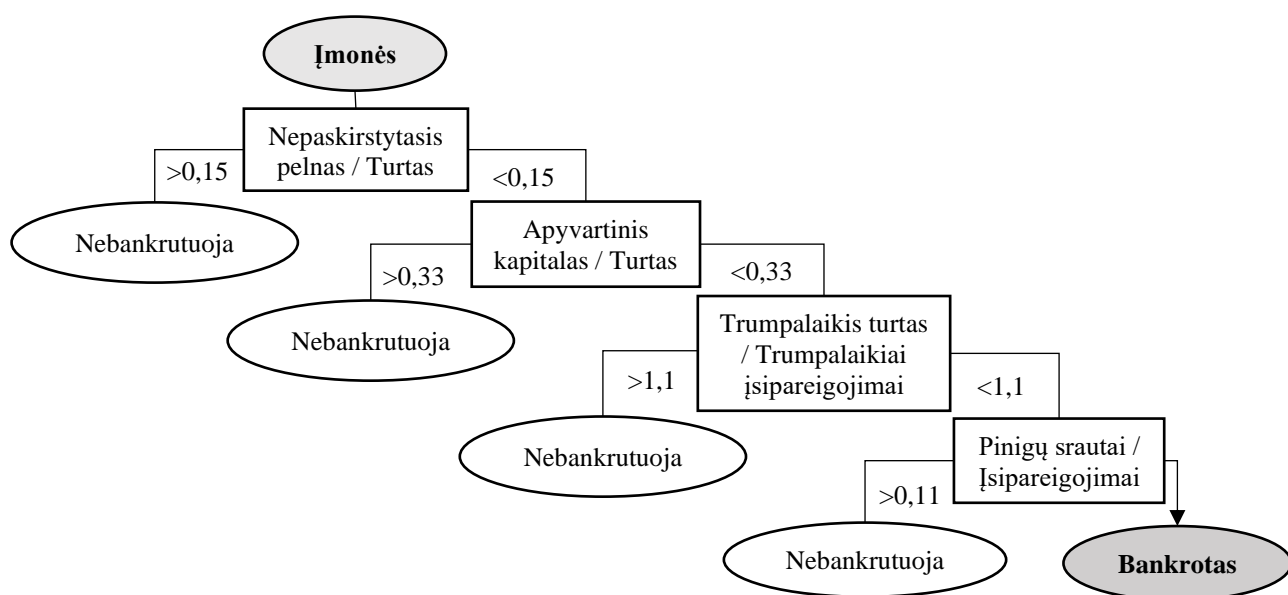 Įmonės
Nepaskirstytasis
pelnas / Turtas
>0,15
<0,15
Nebankrutuoja
Apyvartinis
kapitalas / Turtas
>0,33
<0,33
Nebankrutuoja
Trumpalaikis turtas
/ Trumpalaikiai
įsipareigojimai
>1,1
<1,1
Nebankrutuoja
Pinigų srautai /
Įsipareigojimai
>0,11
Nebankrutuoja
Bankrotas